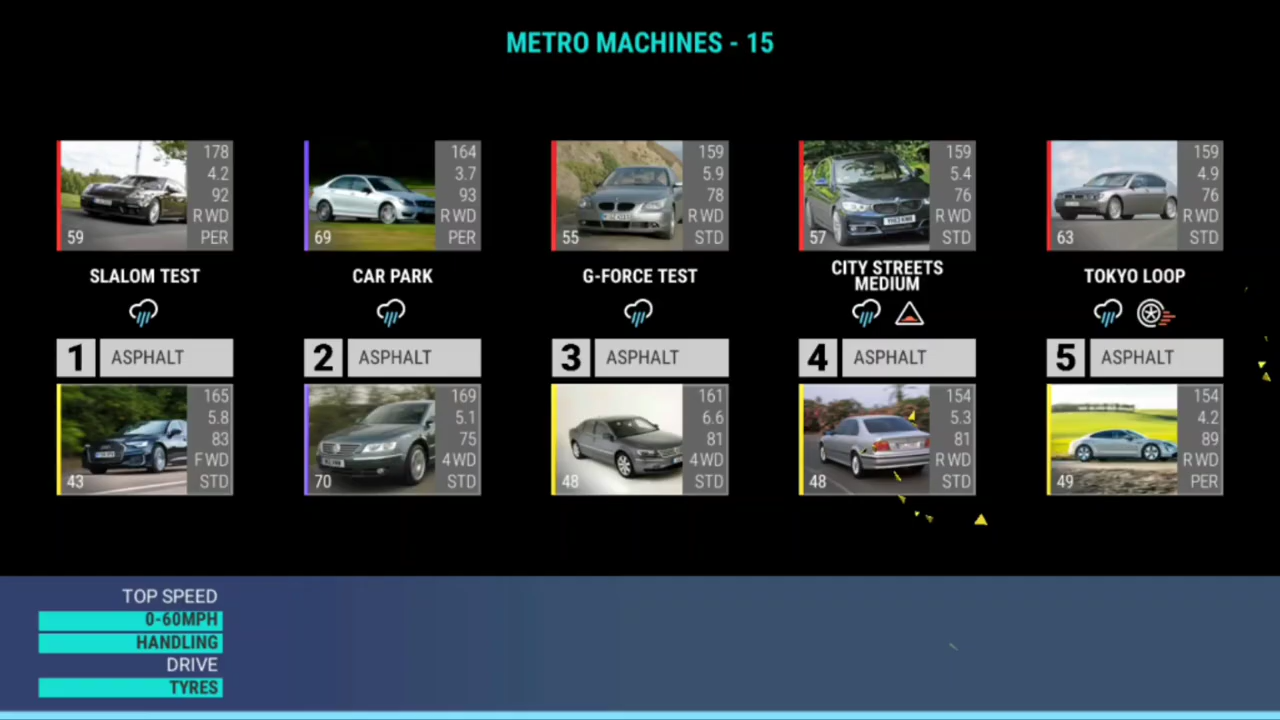 METRO MACHINES - 15
178
4.2
92
RWD
59 PER
164
3.7
93
RWD
69 PER
159
5.9
78
RWD
55 STD
159
5.4
76
RWD
57 STD
159
4.9
76
RWD
63 STD
SLALOM TEST
CAR PARK
G-FORCE TEST
CITY STREETS
MEDIUM
TOKYO LOOP
1 ASPHALT
2 ASPHALT
3 ASPHALT
4 ASPHALT
5 ASPHALT
165
5.8
83
FWD
43 STD
169
5.1
75
4WD
70 STD
161
6.6
81
4WD
48 STD
154
5.3
81
RWD
48 STD
154
4.2
89
RWD
49 PER
TOP SPEED
0-60MPH
HANDLING
DRIVE
TYRES